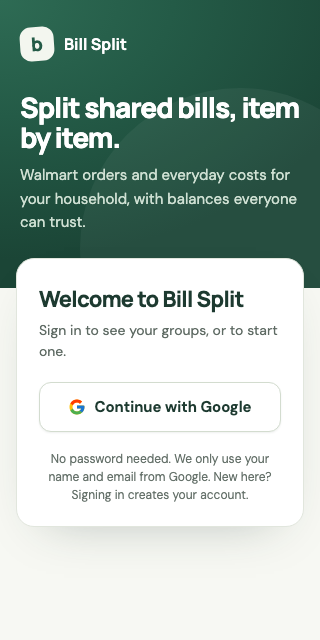 b
Bill Split
Split shared bills, item
by item.
Walmart orders and everyday costs for
your household, with balances everyone
can trust.
Welcome to Bill Split
Sign in to see your groups, or to start
one.
Continue with Google
No password needed. We only use your
name and email from Google. New here?
Signing in creates your account.